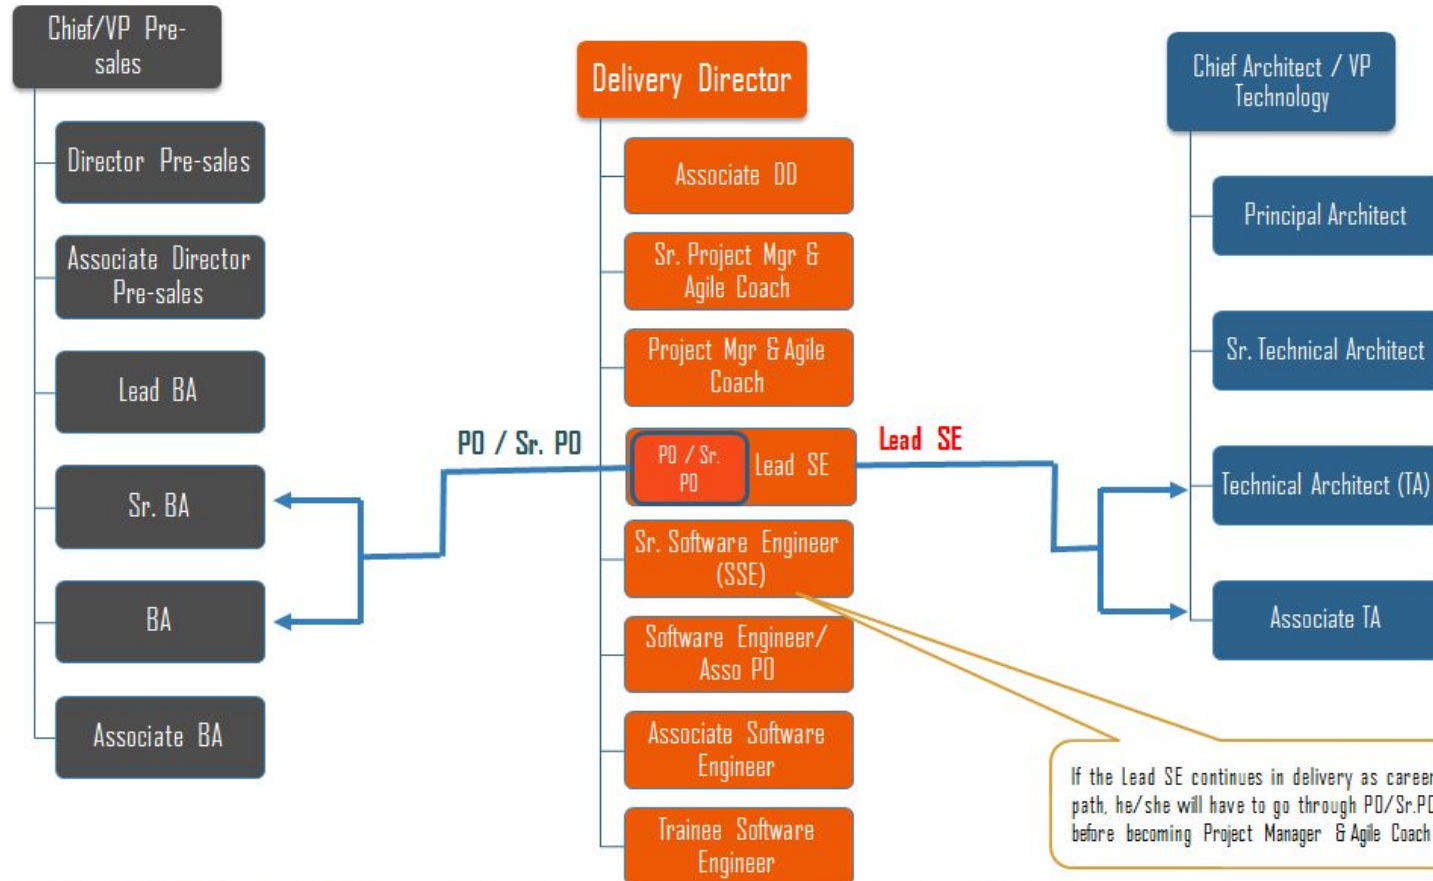 Chief/VP Pre-
sales
Director Pre-sales
Associate Director
Pre-sales
Lead BA
Sr. BA
BA
Associate BA
PO / Sr. PO
Delivery Director
Associate DD
Sr. Project Mgr &
Agile Coach
Project Mgr & Agile
Coach
PO / Sr.
PO
Lead SE
Sr. Software Engineer
(SSE)
Software Engineer/
Asso PO
Associate Software
Engineer
Trainee Software
Engineer
Lead SE
Chief Architect / VP
Technology
Principal Architect
Sr. Technical Architect
Technical Architect (TA)
Associate TA
If the Lead SE continues in delivery as career
path, he/she will have to go through PO/Sr.PO
before becoming Project Manager & Agile Coach